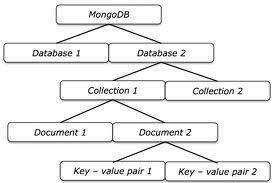 MongoDB
Database 1 Database 2
Collection 1 Collection 2
Document 1 Document 2
Key – value pair 1 Key – value pair 2